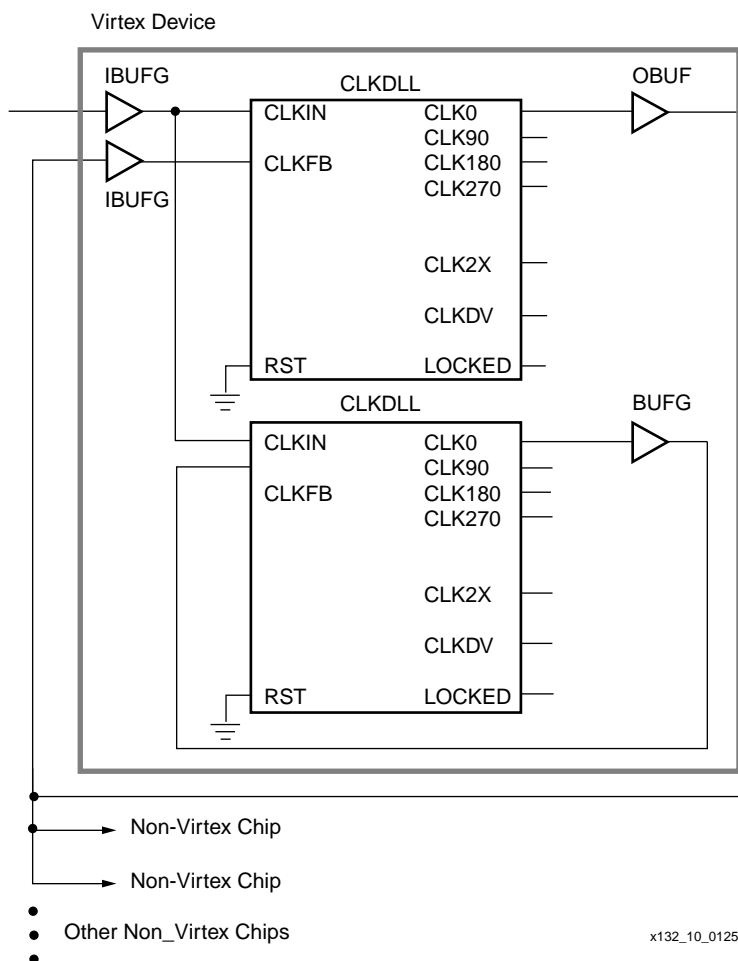 Virtex Device
IBUFG
CLKDLL
OBUF
CLKIN
CLK0
CLK90
CLKFB
CLK180
CLK270
IBUFG
CLK2X
CLKDV
RST
LOCKED
CLKDLL
BUFG
CLKIN
CLK0
CLK90
CLKFB
CLK180
CLK270
CLK2X
CLKDV
RST
LOCKED
Non-Virtex Chip
Non-Virtex Chip
Other Non_Virtex Chips
x132_10_0125